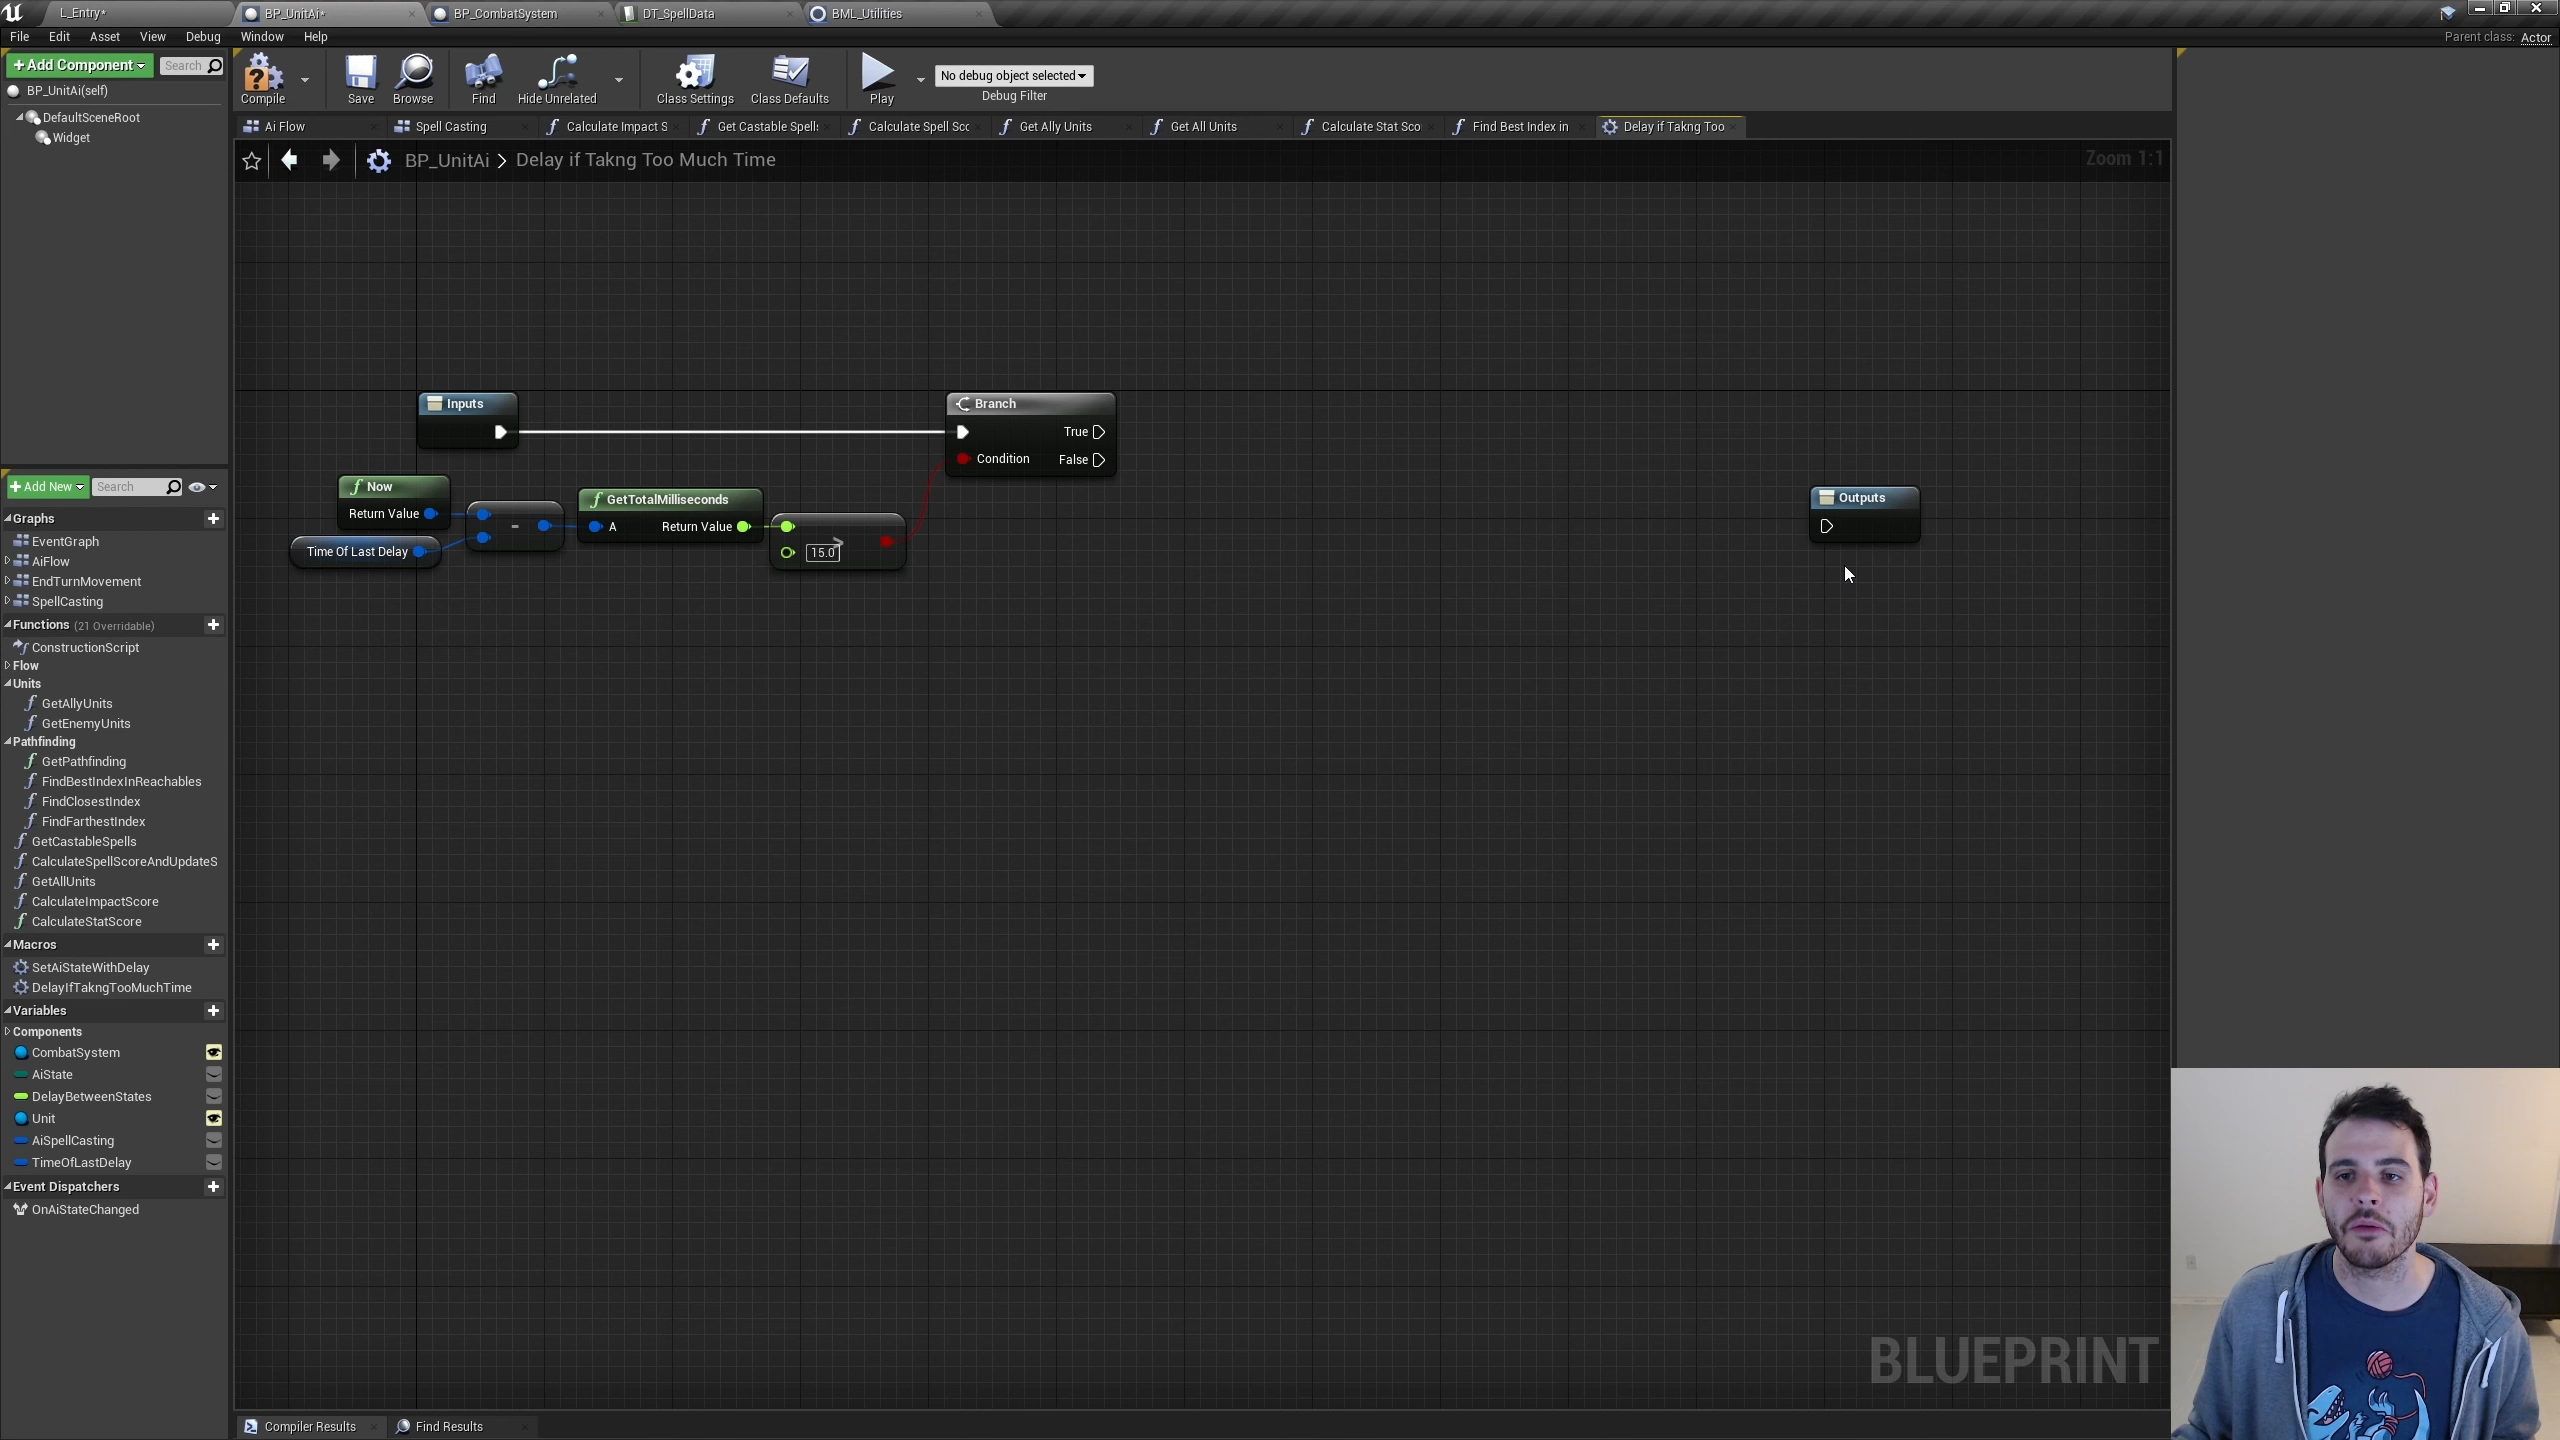 L_Entry*
BP_UnitAi*
BP_CombatSystem
DT_SpellData
BML_Utilities
File
Edit
Asset
View
Debug
Window
Help
Parent class: Actor
Add Component
Search
BP_UnitAi(self)
DefaultSceneRoot
Widget
Compile
Save
Browse
Find
Hide Unrelated
Class Settings
Class Defaults
Play
No debug object selected
Debug Filter
Ai Flow
Spell Casting
Calculate Impact S
Get Castable Spell:
Calculate Spell Sco
Get Ally Units
Get All Units
Calculate Stat Sco
Find Best Index in
Delay if Takng Too
BP_UnitAi > Delay if Takng Too Much Time
Zoom 1:1
Inputs
Branch
True
Condition
False
Now
Return Value
Time Of Last Delay
-
GetTotalMilliseconds
A
Return Value
>
15.0
Outputs
Add New
Search
Graphs
EventGraph
AiFlow
EndTurnMovement
SpellCasting
Functions (21 Overridable)
ConstructionScript
Flow
Units
GetAllyUnits
GetEnemyUnits
Pathfinding
GetPathfinding
FindBestIndexInReachables
FindClosestIndex
FindFarthestIndex
GetCastableSpells
CalculateSpellScoreAndUpdateS
GetAllUnits
CalculateImpactScore
CalculateStatScore
Macros
SetAiStateWithDelay
DelayIfTakngTooMuchTime
Variables
Components
CombatSystem
AiState
DelayBetweenStates
Unit
AiSpellCasting
TimeOfLastDelay
Event Dispatchers
OnAiStateChanged
BLUEPRINT
Compiler Results
Find Results